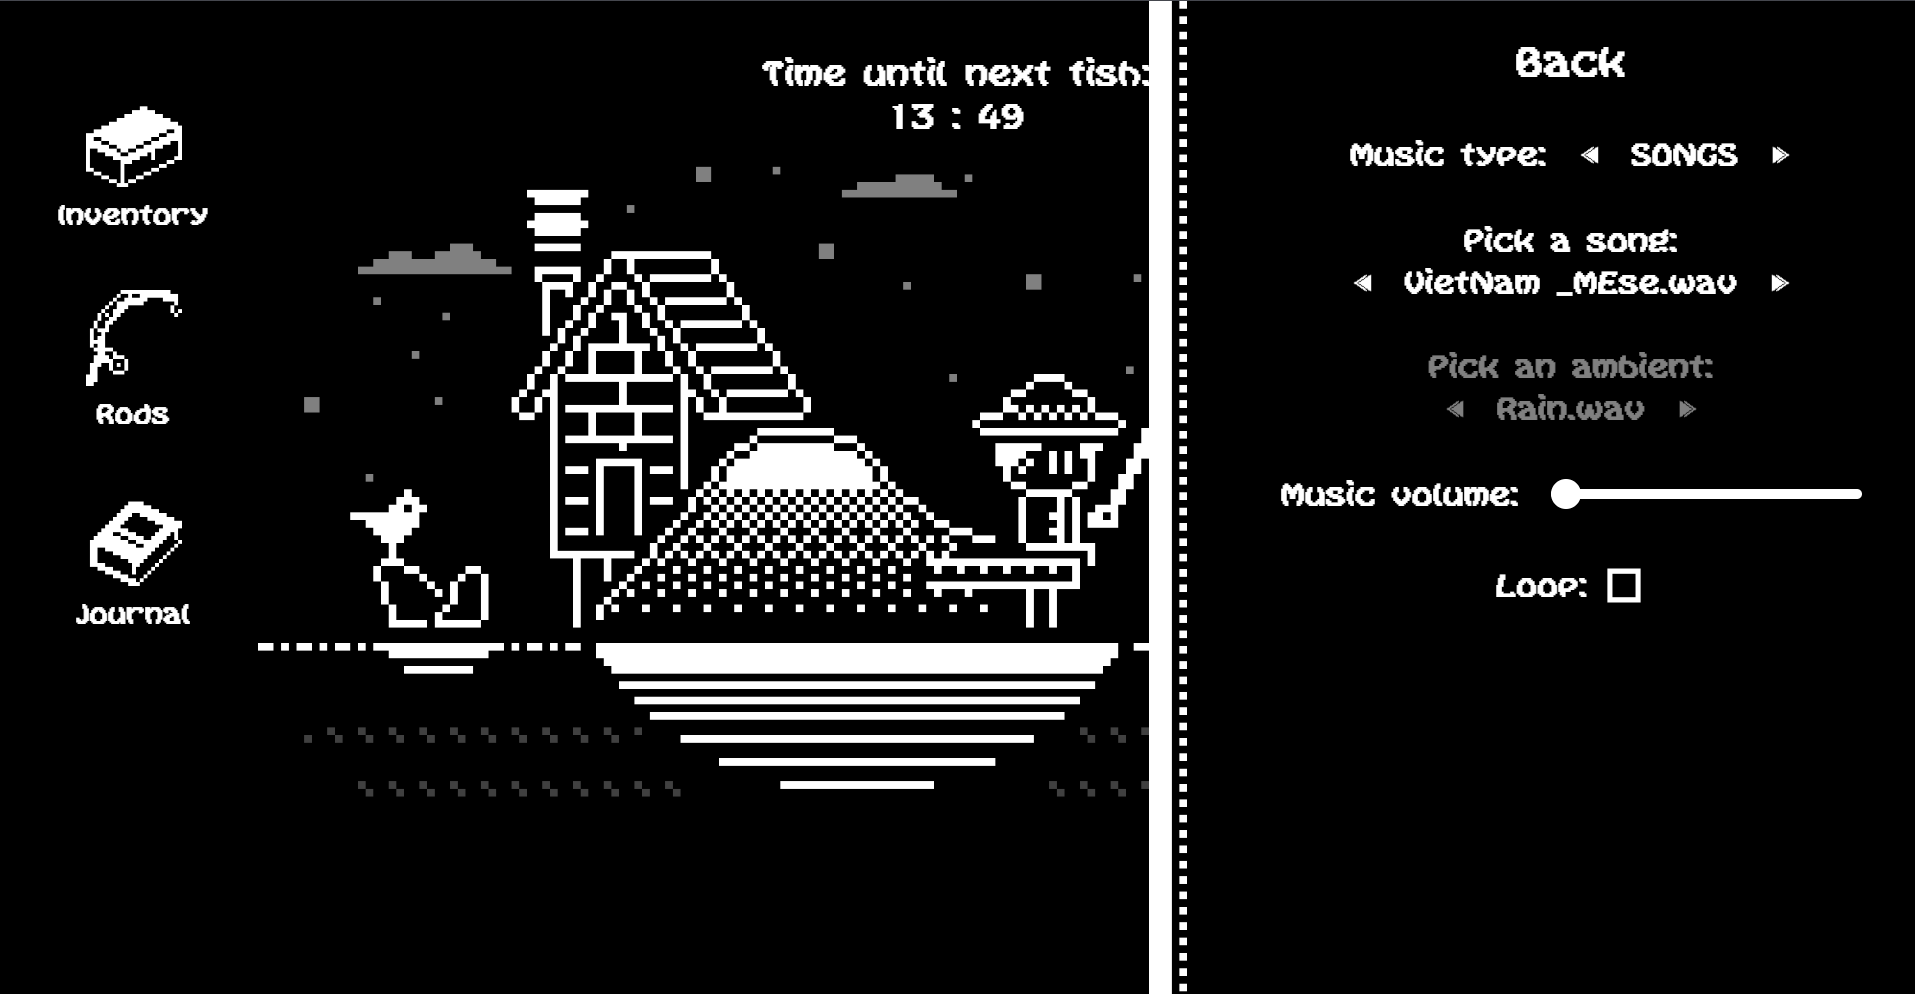 Time until next fish:
13 : 49
Inventory
Rods
Journal
Back
Music type: SONGS
Pick a song:
VietNam _MEse.wav
Pick an ambient:
Rain.wav
Music volume:
Loop: